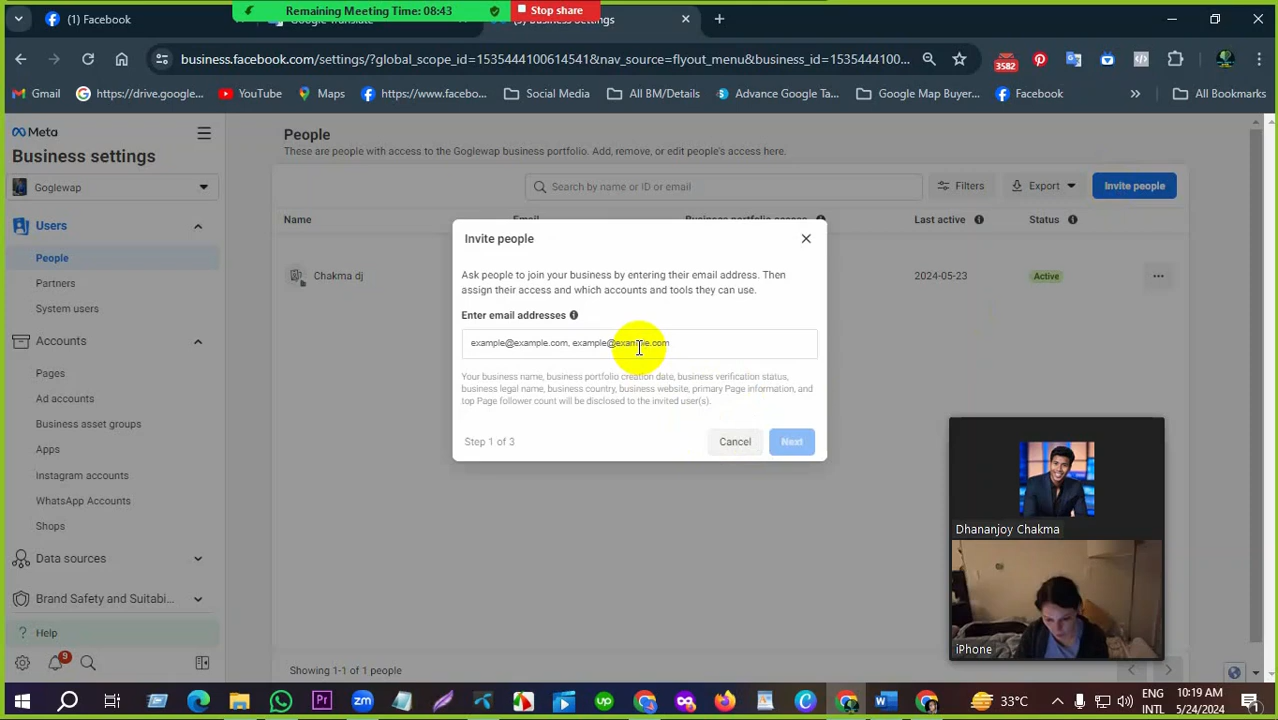 Remaining Meeting Time: 08:43
Stop share
Facebook
Business Settings
business.facebook.com/settings/?global_scope_id=1535444100614541&nav_source=flyout_menu&business_id=1535444100...
3582
Gmail
https://drive.google...
YouTube
Maps
https://www.facebo...
Social Media
All BM/Details
Advance Google Ta...
Google Map Buyer...
Facebook
All Bookmarks
Meta
Business settings
Goglewap
Users
People
Partners
System users
Accounts
Pages
Ad accounts
Business asset groups
Apps
Instagram accounts
WhatsApp Accounts
Shops
Data sources
Brand Safety and Suitabi...
Help
9
People
These are people with access to the Goglewap business portfolio. Add, remove, or edit people's access here.
Search by name or ID or email
Filters
Export
Invite people
Name
Email
Business portfolio access
Last active
Status
Chakma dj
2024-05-23
Active
Invite people
Ask people to join your business by entering their email address. Then
assign their access and which accounts and tools they can use.
Enter email addresses
example@example.com, example@example.com
Your business name, business portfolio creation date, business verification status,
business legal name, business country, business website, primary Page information, and
top Page follower count will be disclosed to the invited user(s).
Step 1 of 3
Cancel
Next
Dhananjoy Chakma
iPhone
Showing 1-1 of 1 people
33°C
ENG
INTL
10:19 AM
5/24/2024